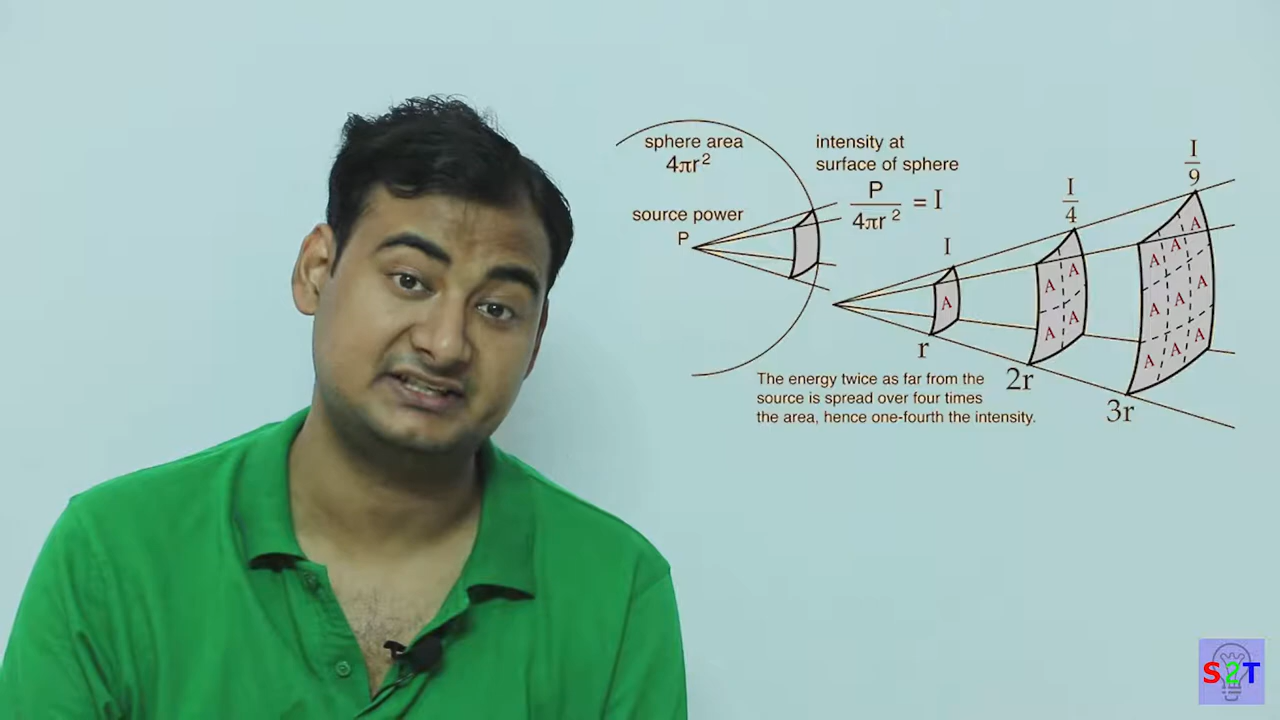 sphere area
4πr²
source power
P
intensity at
surface of sphere
P
4πr² = I
I
I
4
I
9
A
A
A
A
A
A
A
A
A
A
A
A
A
A
r
2r
3r
The energy twice as far from the
source is spread over four times
the area, hence one-fourth the intensity.
S2T